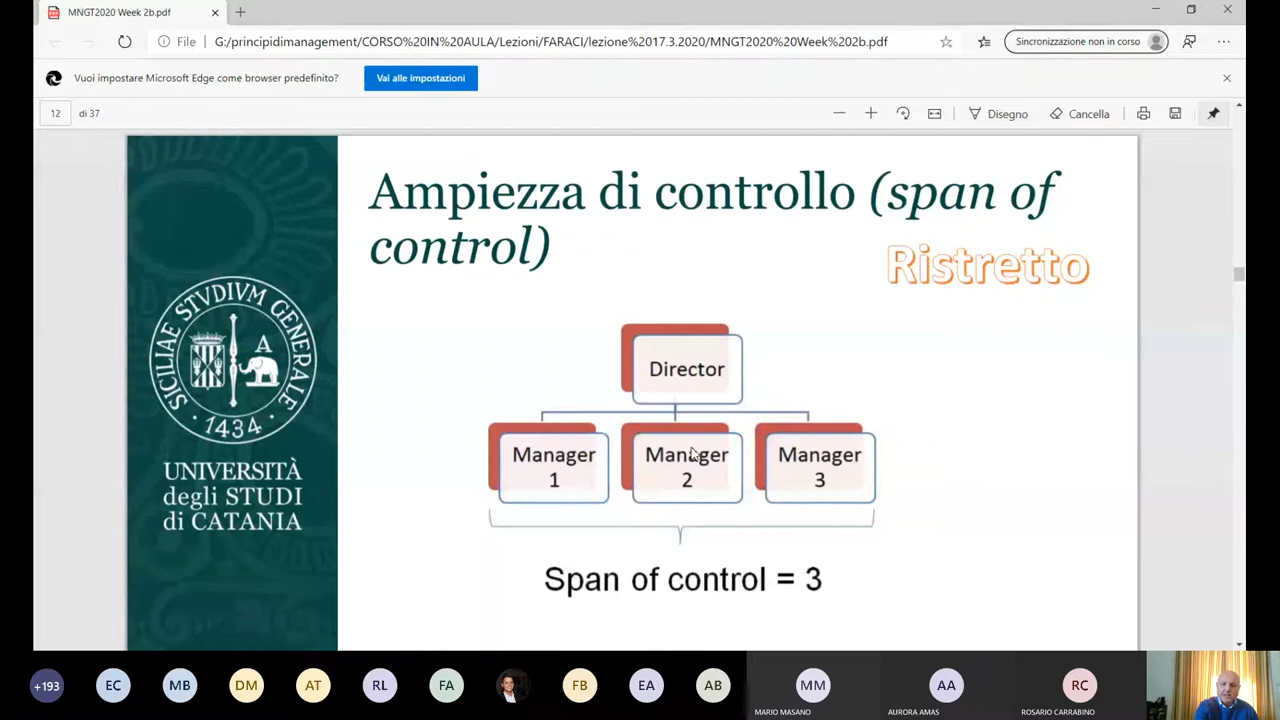 MNGT2020 Week 2b.pdf
File
G:/principidimanagement/CORSO%20IN%20AULA/Lezioni/FARACI/lezione%2017.3.2020/MNGT2020%20Week%202b.pdf
Sincronizzazione non in corso
Vuoi impostare Microsoft Edge come browser predefinito?
Vai alle impostazioni
12 di 37
Disegno
Cancella
Ampiezza di controllo (span of
control)
Ristretto
SICILIAE STVDIVM GENERALE
A
1434
UNIVERSITÀ
degli STUDI
di CATANIA
Director
Manager
1
Manager
2
Manager
3
Span of control = 3
+193
EC
MB
DM
AT
RL
FA
FB
EA
AB
MM
AA
RC
MARIO MASANO
AURORA AMAS
ROSARIO CARRABINO